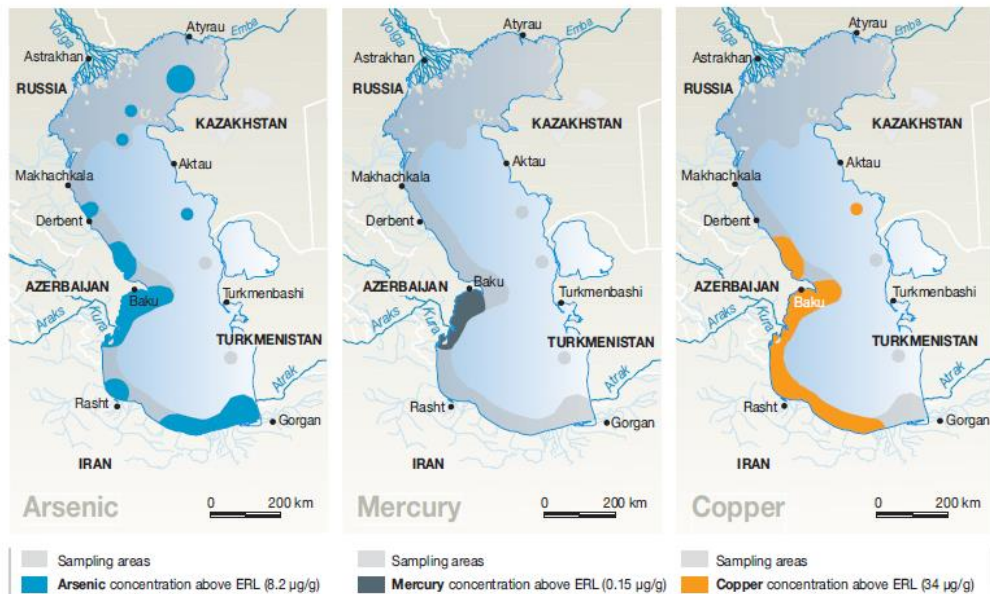 Volga
Atyrau
Emba
Astrakhan
RUSSIA
KAZAKHSTAN
Aktau
Makhachkala
Derbent
AZERBAIJAN
Baku
Turkmenbashi
Araks
Kura
TURKMENISTAN
Atrak
Rasht
Gorgan
IRAN
Arsenic
0 200 km
Sampling areas
Arsenic concentration above ERL (8.2 µg/g)
Volga
Atyrau
Emba
Astrakhan
RUSSIA
KAZAKHSTAN
Aktau
Makhachkala
Derbent
AZERBAIJAN
Baku
Turkmenbashi
Araks
Kura
TURKMENISTAN
Atrak
Rasht
Gorgan
IRAN
Mercury
0 200 km
Sampling areas
Mercury concentration above ERL (0.15 µg/g)
Volga
Atyrau
Emba
Astrakhan
RUSSIA
KAZAKHSTAN
Aktau
Makhachkala
Derbent
AZERBAIJAN
Baku
Turkmenbashi
Araks
Kura
TURKMENISTAN
Atrak
Rasht
Gorgan
IRAN
Copper
0 200 km
Sampling areas
Copper concentration above ERL (34 µg/g)